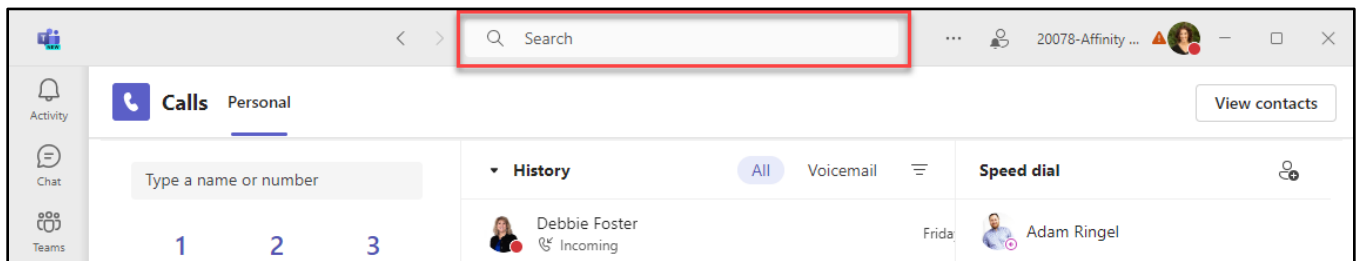 NEW
Search
...
20078-Affinity ...
Activity
Calls
Personal
View contacts
Chat
Type a name or number
History
All
Voicemail
Speed dial
Teams
1 2 3
Debbie Foster
Incoming
Frida
Adam Ringel